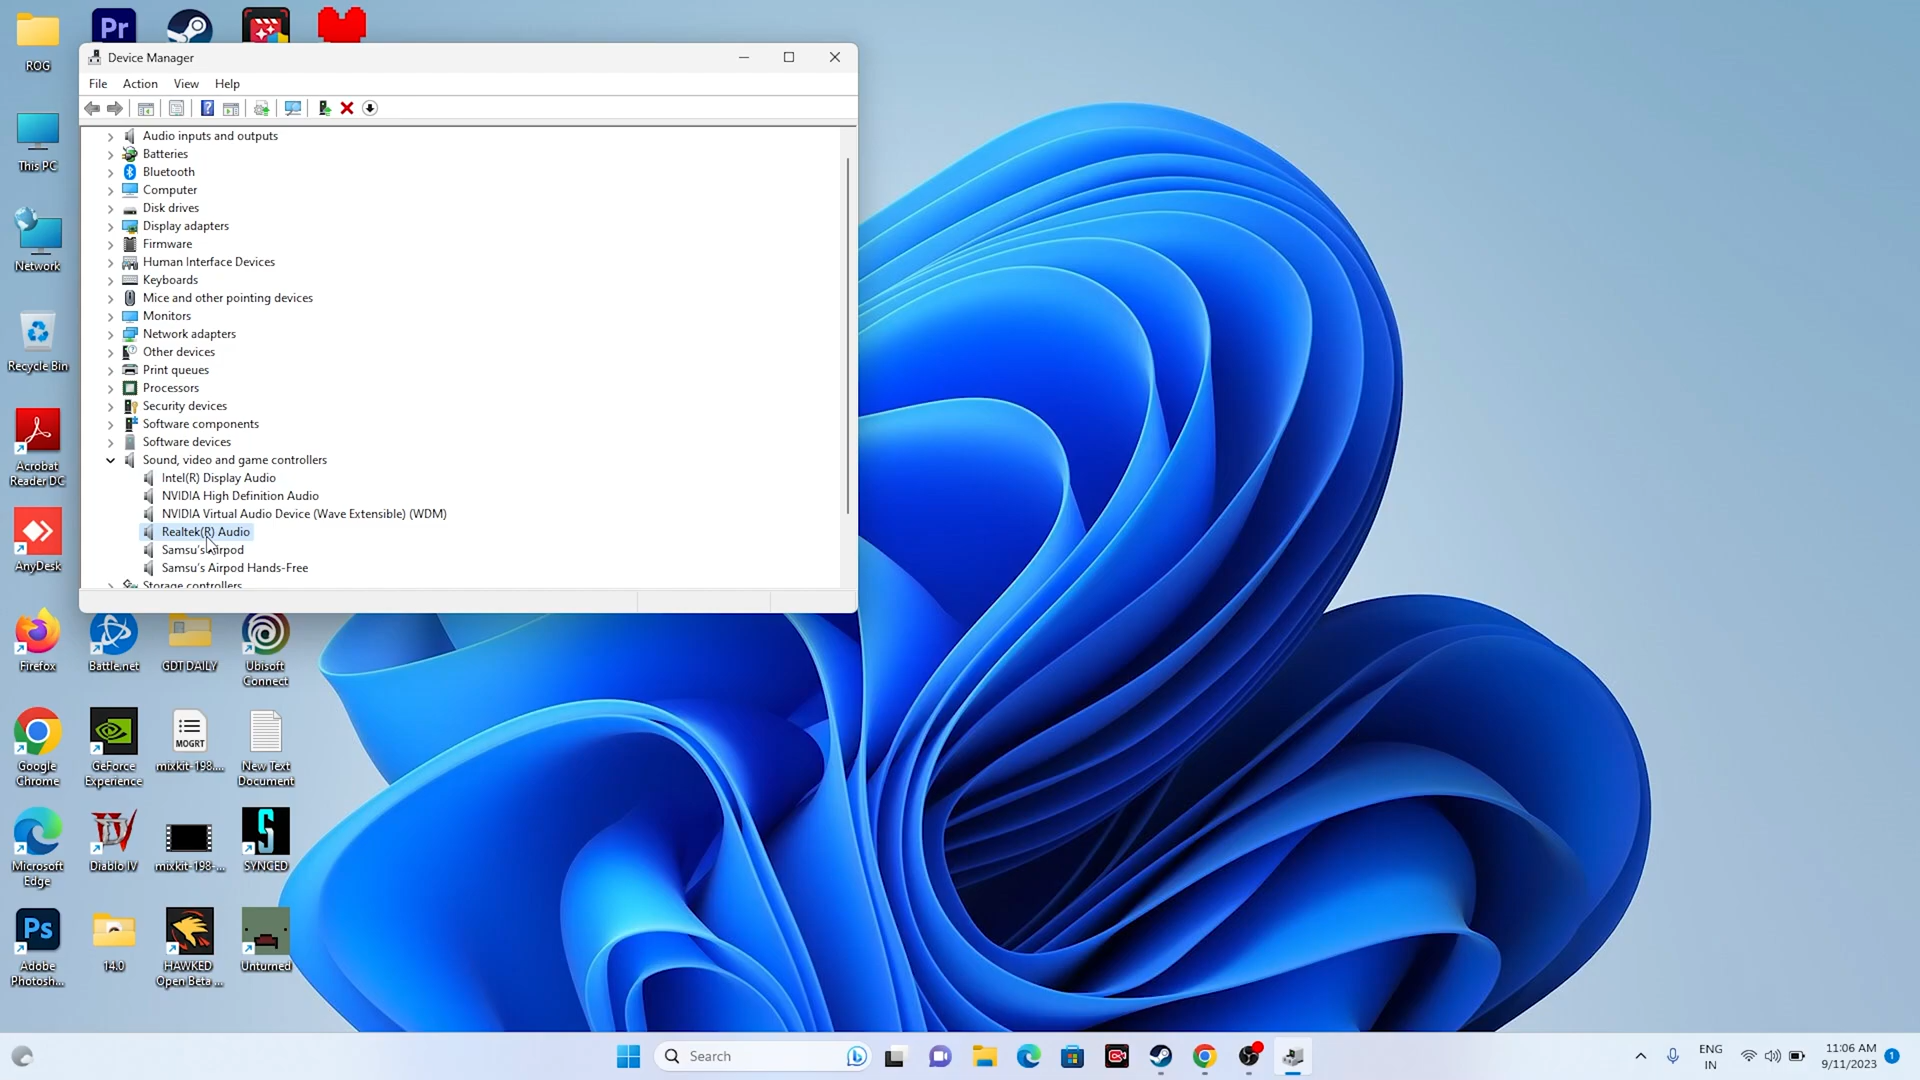 ROG
Pr
Device Manager
File Action View Help
Audio inputs and outputs
Batteries
Bluetooth
Computer
Disk drives
Display adapters
Firmware
Human Interface Devices
Keyboards
Mice and other pointing devices
Monitors
Network adapters
Other devices
Print queues
Processors
Security devices
Software components
Software devices
Sound, video and game controllers
Intel(R) Display Audio
NVIDIA High Definition Audio
NVIDIA Virtual Audio Device (Wave Extensible) (WDM)
Realtek(R) Audio
Samsu's Airpod
Samsu's Airpod Hands-Free
Storage controllers
This PC
Network
Recycle Bin
Acrobat
Reader DC
AnyDesk
Firefox
Battle.net
GDT DAILY
Ubisoft
Connect
Google
Chrome
GeForce
Experience
MOGRT
mixkit-198....
New Text
Document
Microsoft
Edge
Diablo IV
mixkit-198-...
SYNCED
Ps
Adobe
Photosh...
14.0
HAWKED
Open Beta ...
Unturned
Search
ENG
IN
11:06 AM
9/11/2023
1